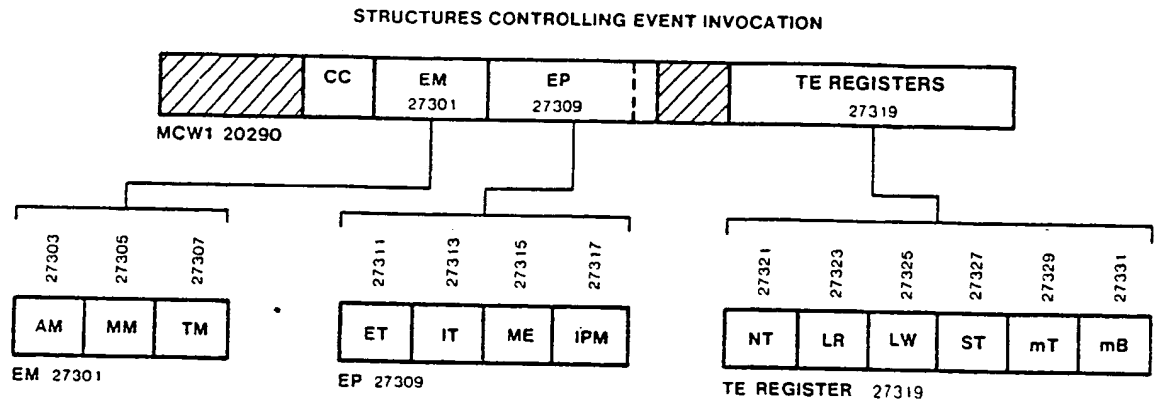 STRUCTURES CONTROLLING EVENT INVOCATION
CC EM EP TE REGISTERS
27301 27309 27319
MCW1 20290
27303 27305 27307 27311 27313 27315 27317 27321 27323 27325 27327 27329 27331
AM MM TM ET IT ME IPM NT LR LW ST mT mB
EM 27301 EP 27309 TE REGISTER 27319